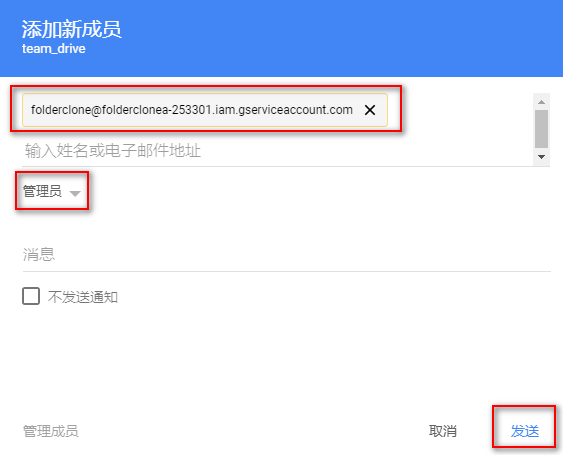 添加新成员
team_drive
folderclone@folderclonea-253301.iam.gserviceaccount.com
输入姓名或电子邮件地址
管理员
消息
不发送通知
管理成员 取消 发送